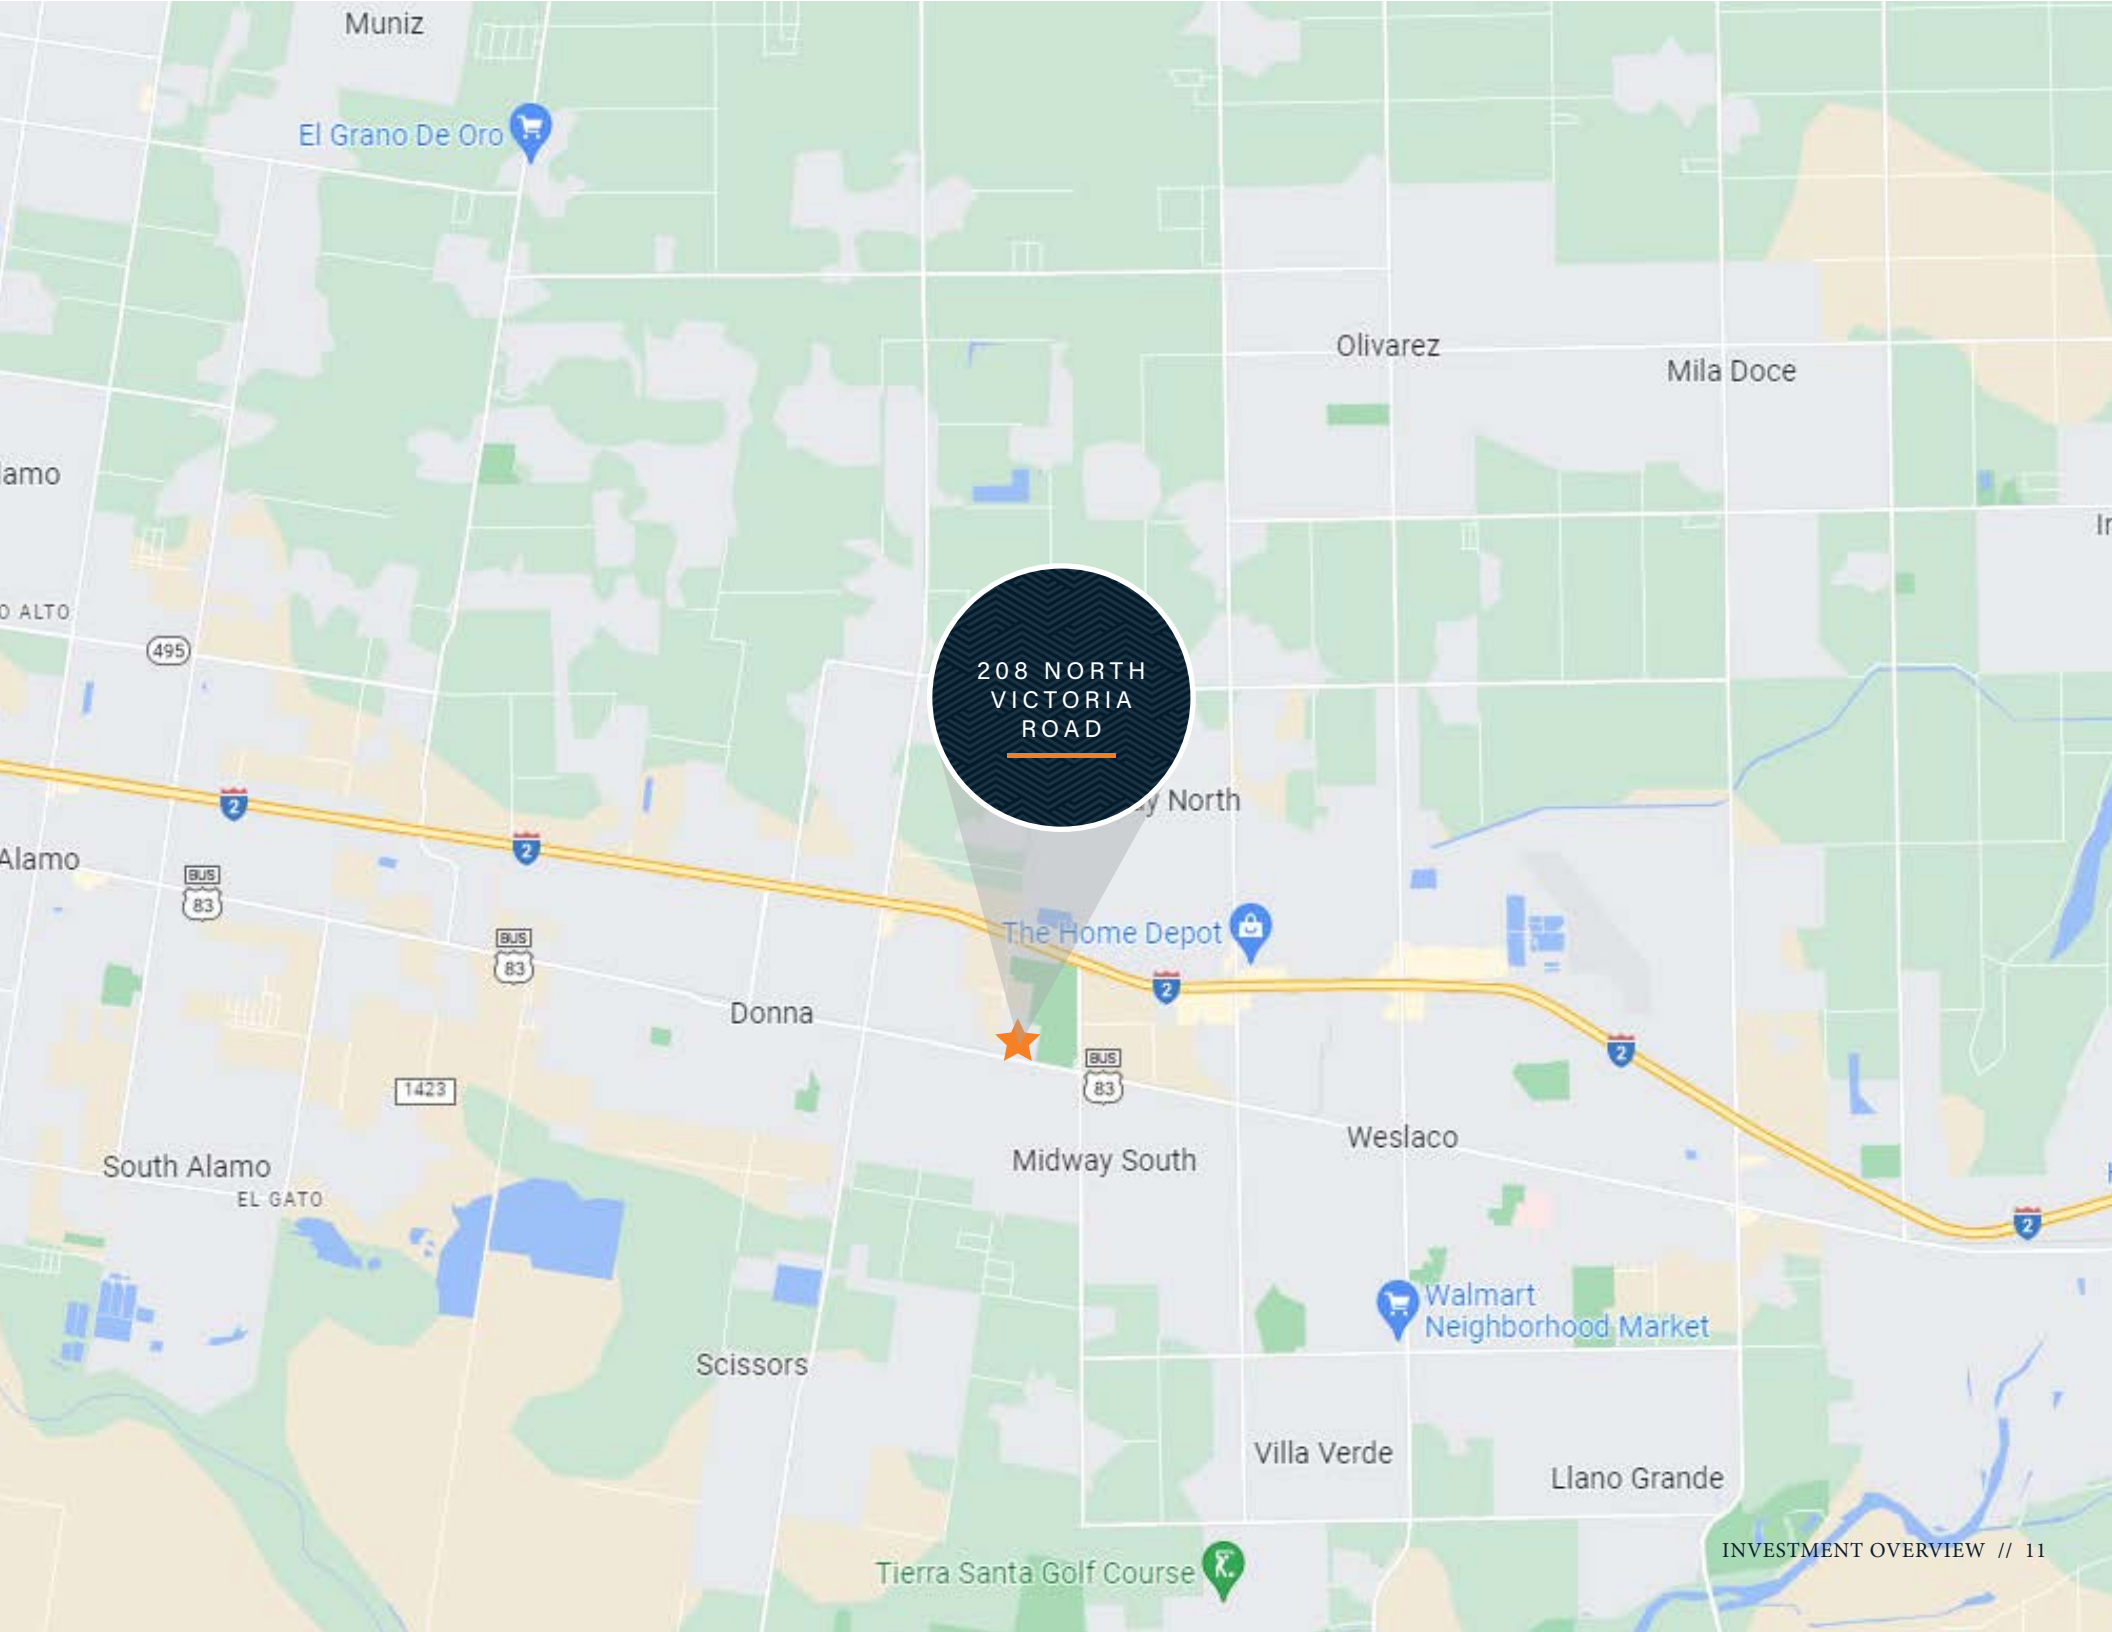 Muniz
El Grano De Oro
Olivarez
Mila Doce
lamo
Ir
O ALTO
495
208 NORTH
VICTORIA
ROAD
ay North
2
2
Alamo
BUS
83
The Home Depot
BUS
83
2
Donna
2
BUS
83
1423
Weslaco
Midway South
South Alamo
EL GATO
2
Walmart
Neighborhood Market
Scissors
Villa Verde
Llano Grande
INVESTMENT OVERVIEW // 11
Tierra Santa Golf Course